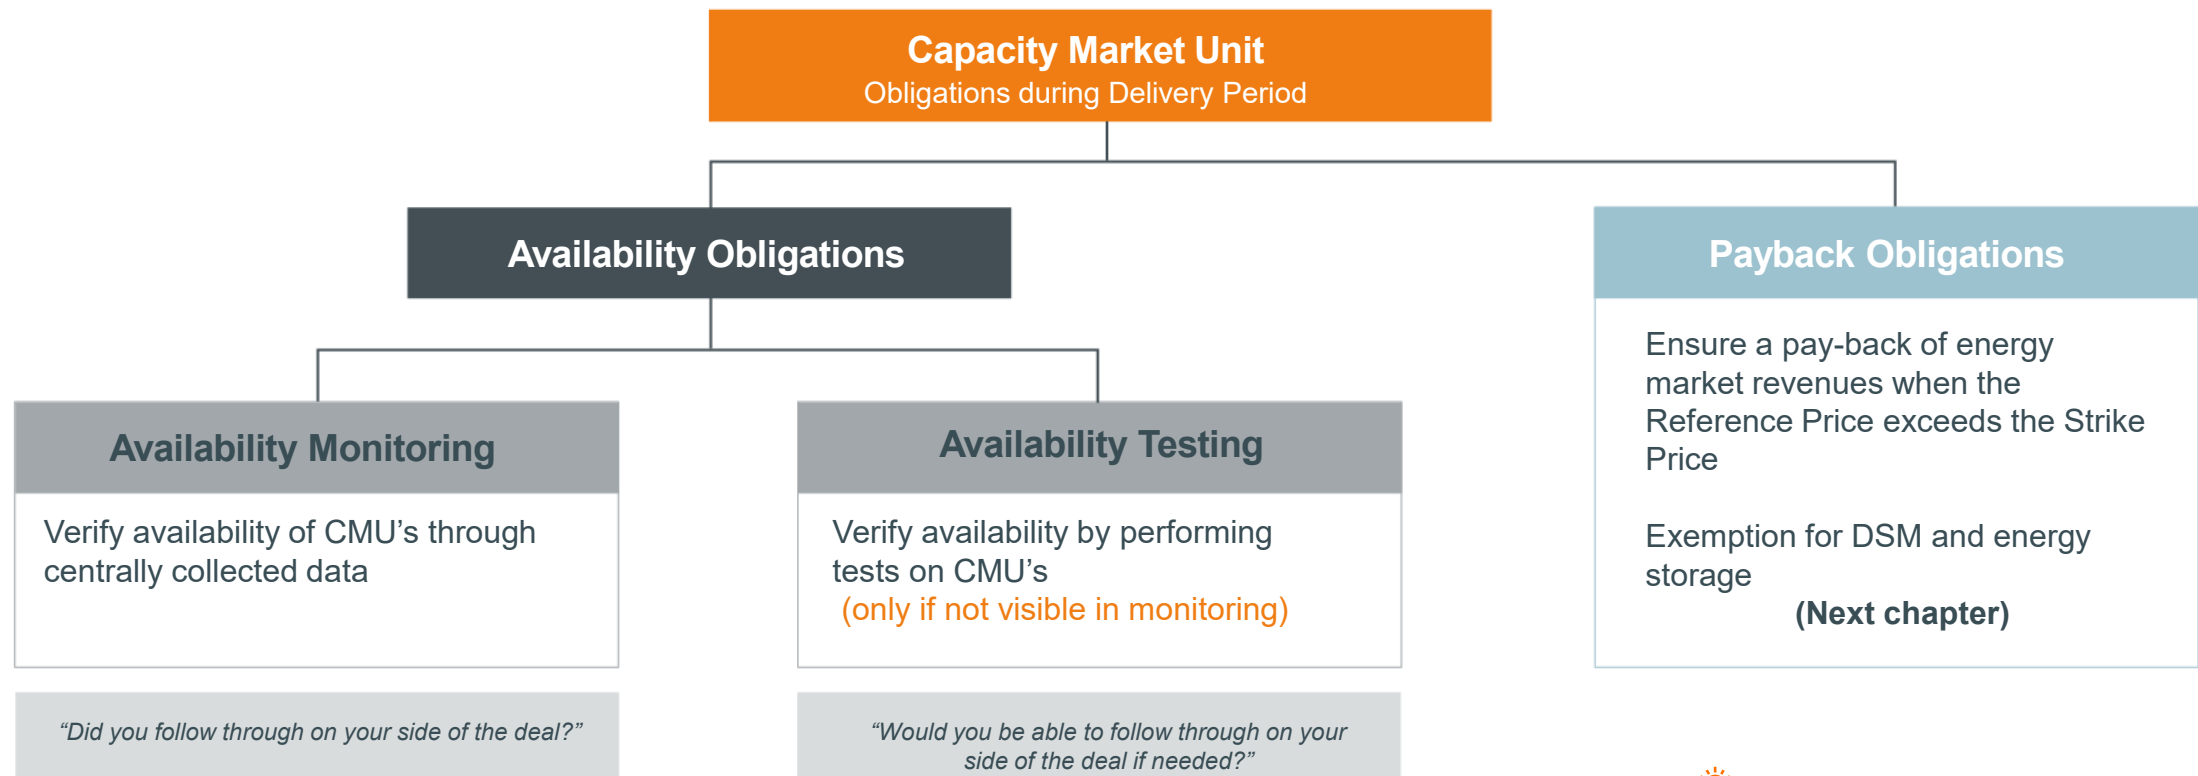 Capacity Market Unit
Obligations during Delivery Period
Availability Obligations
Payback Obligations
Ensure a pay-back of energy
market revenues when the
Reference Price exceeds the Strike
Price
Exemption for DSM and energy
storage
(Next chapter)
Availability Monitoring
Verify availability of CMU’s through
centrally collected data
“Did you follow through on your side of the deal?”
Availability Testing
Verify availability by performing
tests on CMU’s
(only if not visible in monitoring)
“Would you be able to follow through on your
side of the deal if needed?”